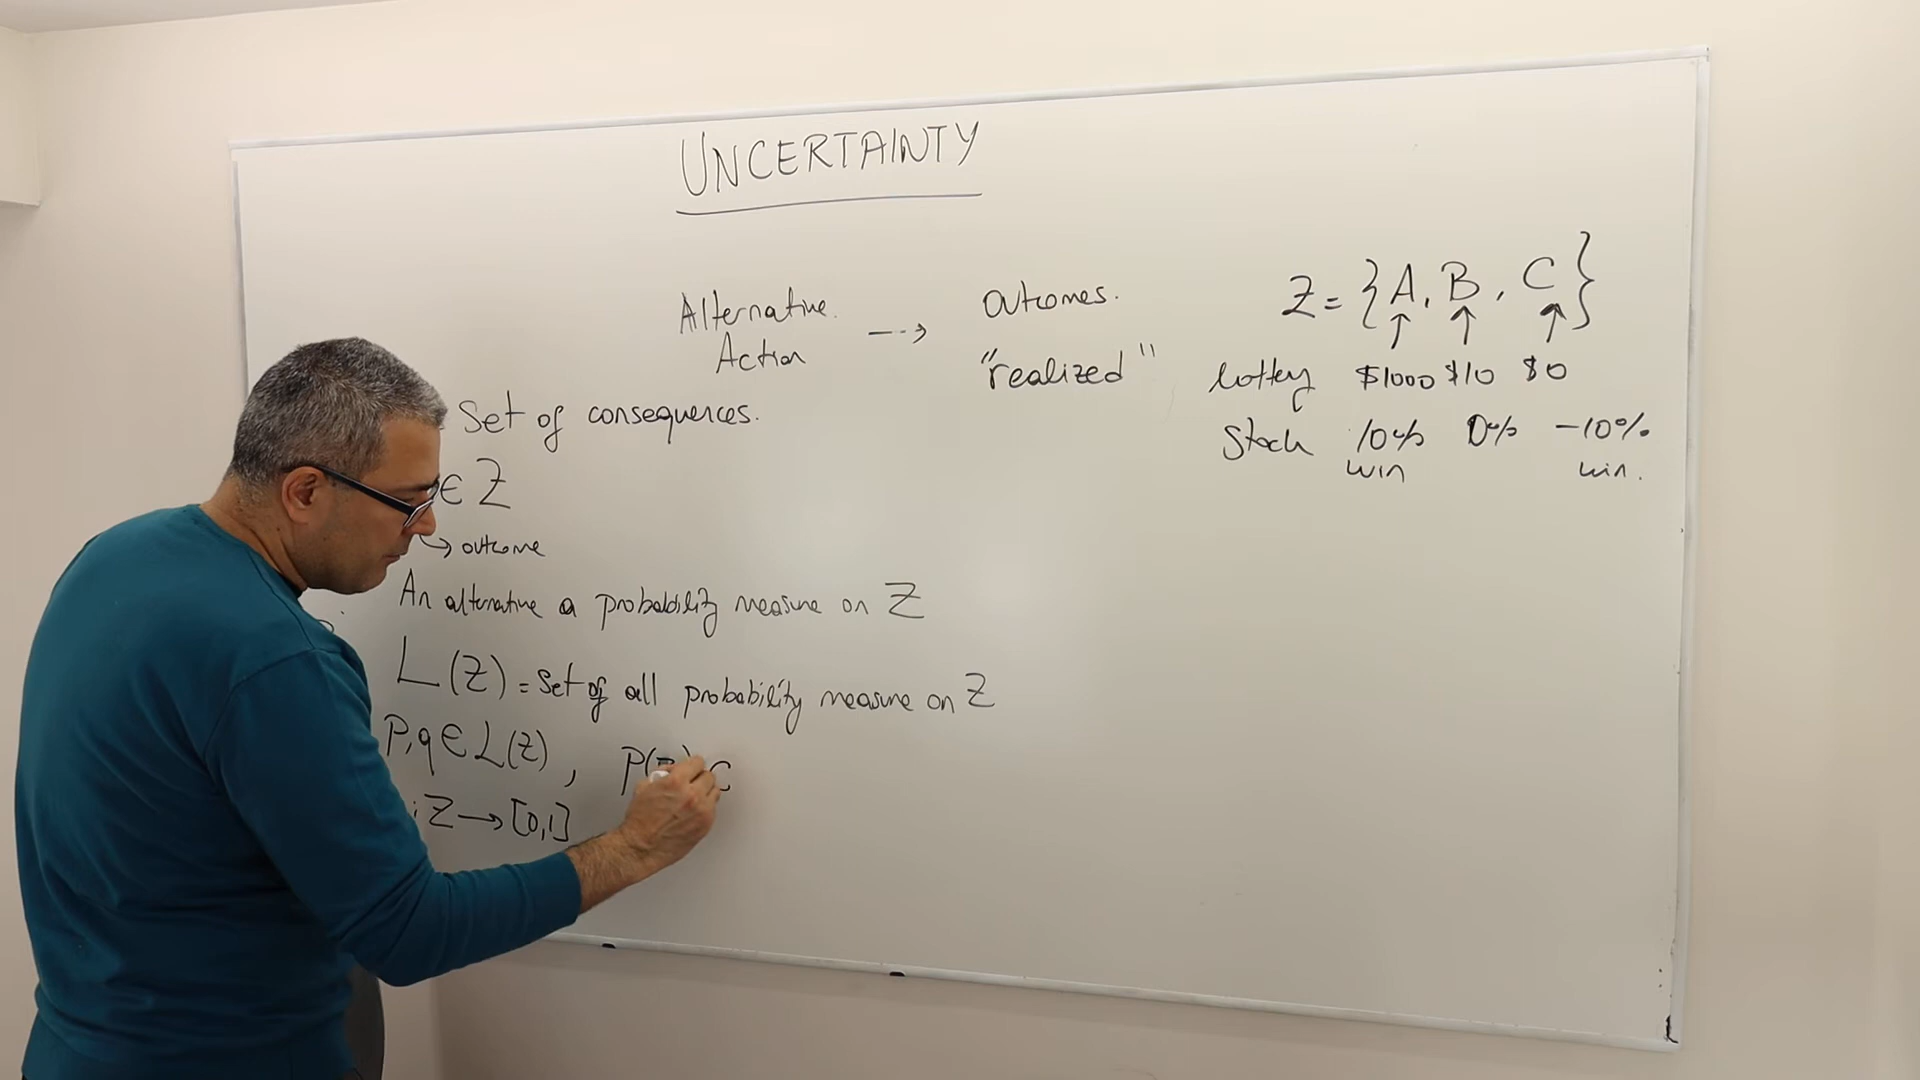 UNCERTAINTY
Alternative. Action
--→
Outcomes. "realized"
Z = {A, B, C}
↑ ↑ ↑
Lottery $1000 $10 $0
Stock 10% 0% -10%
win win.
Set of consequences.
∈ Z
↳ outcome
An alternative a probability measure on Z
L(Z) = Set of all probability measure on Z
P, q ∈ L(Z), P(
: Z → [0,1]